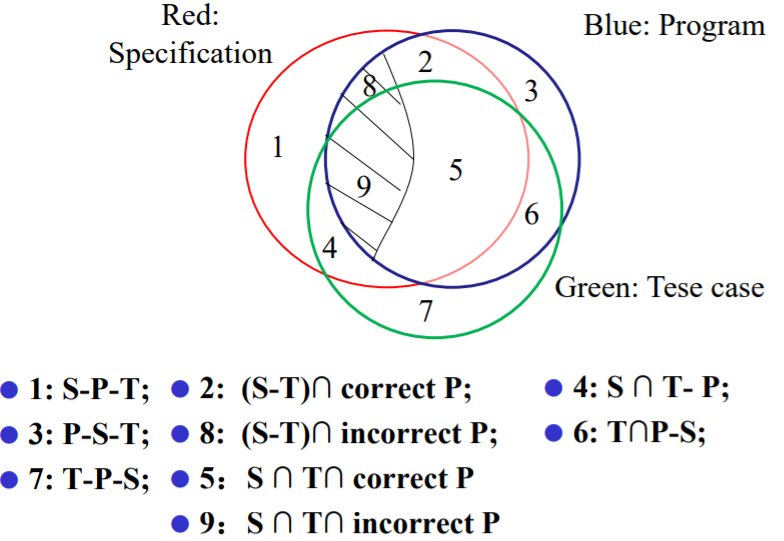 Red:
Specification
Blue: Program
2
8
3
1
5
9
6
4
Green: Tese case
7
● 1: S-P-T; ● 2: (S-T)∩ correct P; ● 4: S ∩ T- P;
● 3: P-S-T; ● 8: (S-T)∩ incorrect P; ● 6: T∩P-S;
● 7: T-P-S; ● 5: S ∩ T∩ correct P
● 9: S ∩ T∩ incorrect P